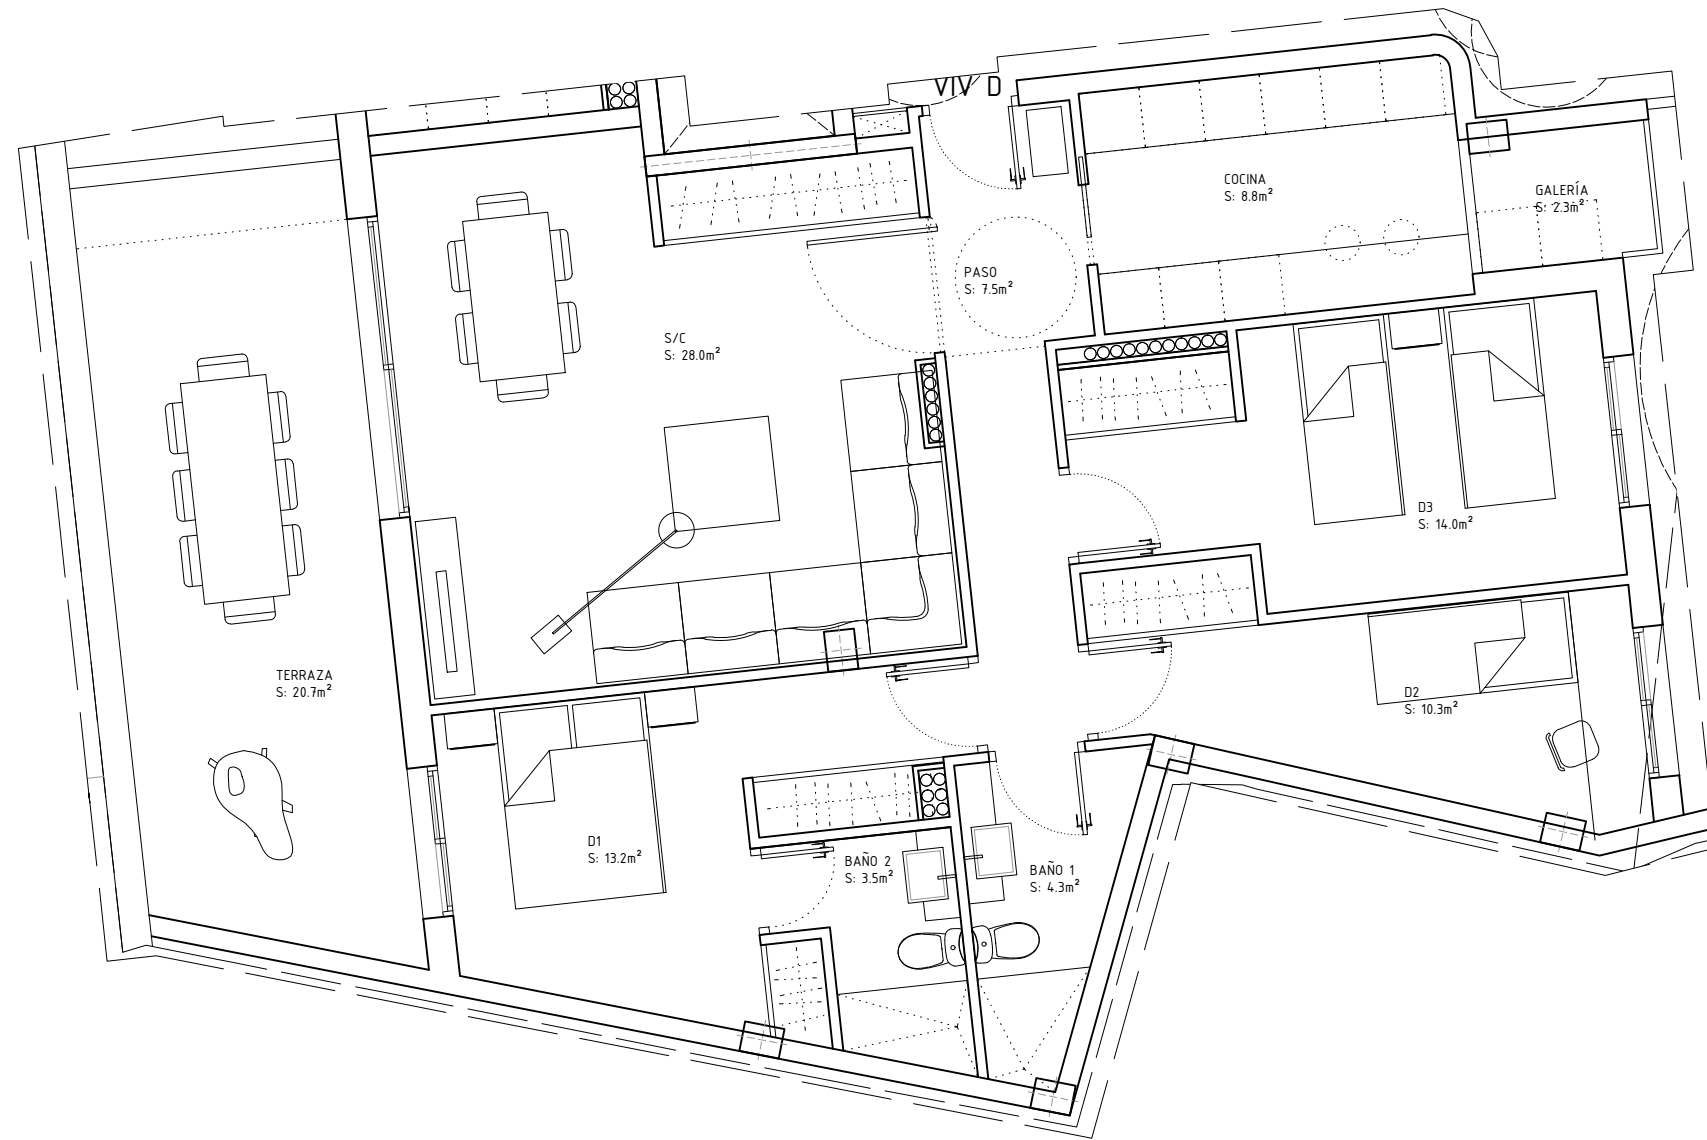 VIV D
COCINA
S: 8.8m²
GALERÍA
S: 2.3m²
PASO
S: 7.5m²
S/C
S: 28.0m²
D3
S: 14.0m²
TERRAZA
S: 20.7m²
D2
S: 10.3m²
D1
S: 13.2m²
BAÑO 2
S: 3.5m²
BAÑO 1
S: 4.3m²